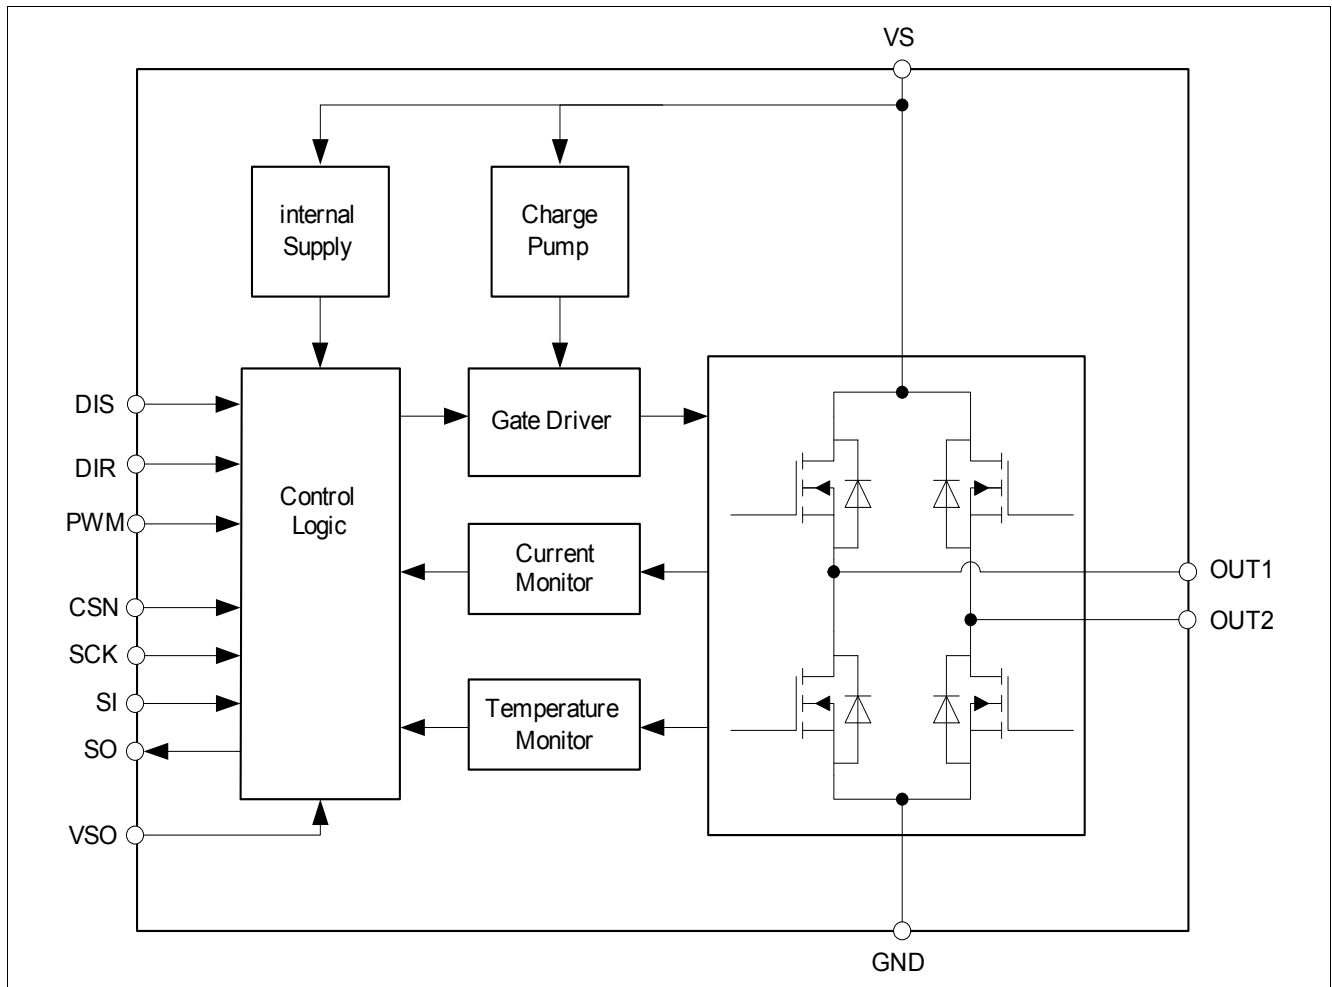 VS
internal
Supply
Charge
Pump
DIS
DIR
PWM
CSN
SCK
SI
SO
VSO
Control
Logic
Gate Driver
Current
Monitor
Temperature
Monitor
OUT1
OUT2
GND